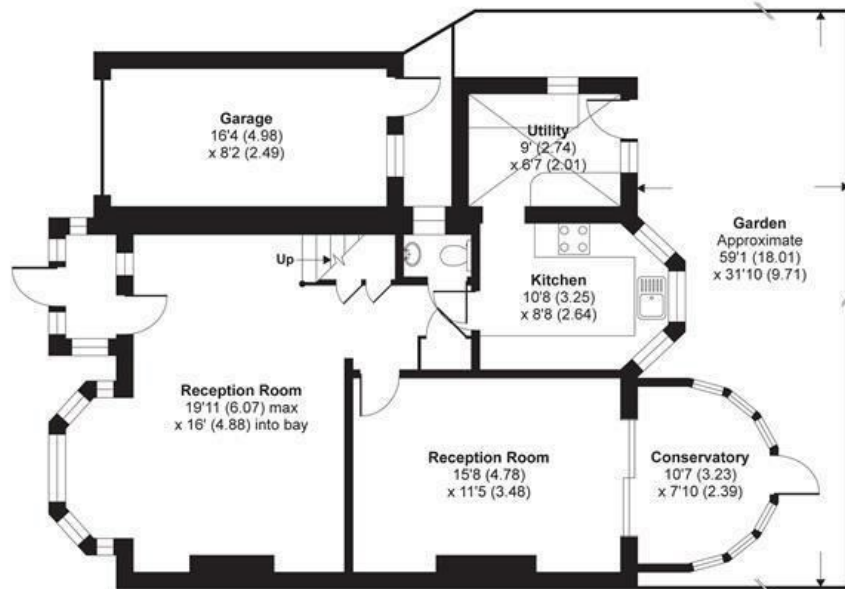 Garage
16'4 (4.98)
x 8'2 (2.49)
Utility
9' (2.74)
x 6'7 (2.01)
Garden
Approximate
59'1 (18.01)
x 31'10 (9.71)
Up
Kitchen
10'8 (3.25)
x 8'8 (2.64)
Reception Room
19'11 (6.07) max
x 16' (4.88) into bay
Reception Room
15'8 (4.78)
x 11'5 (3.48)
Conservatory
10'7 (3.23)
x 7'10 (2.39)